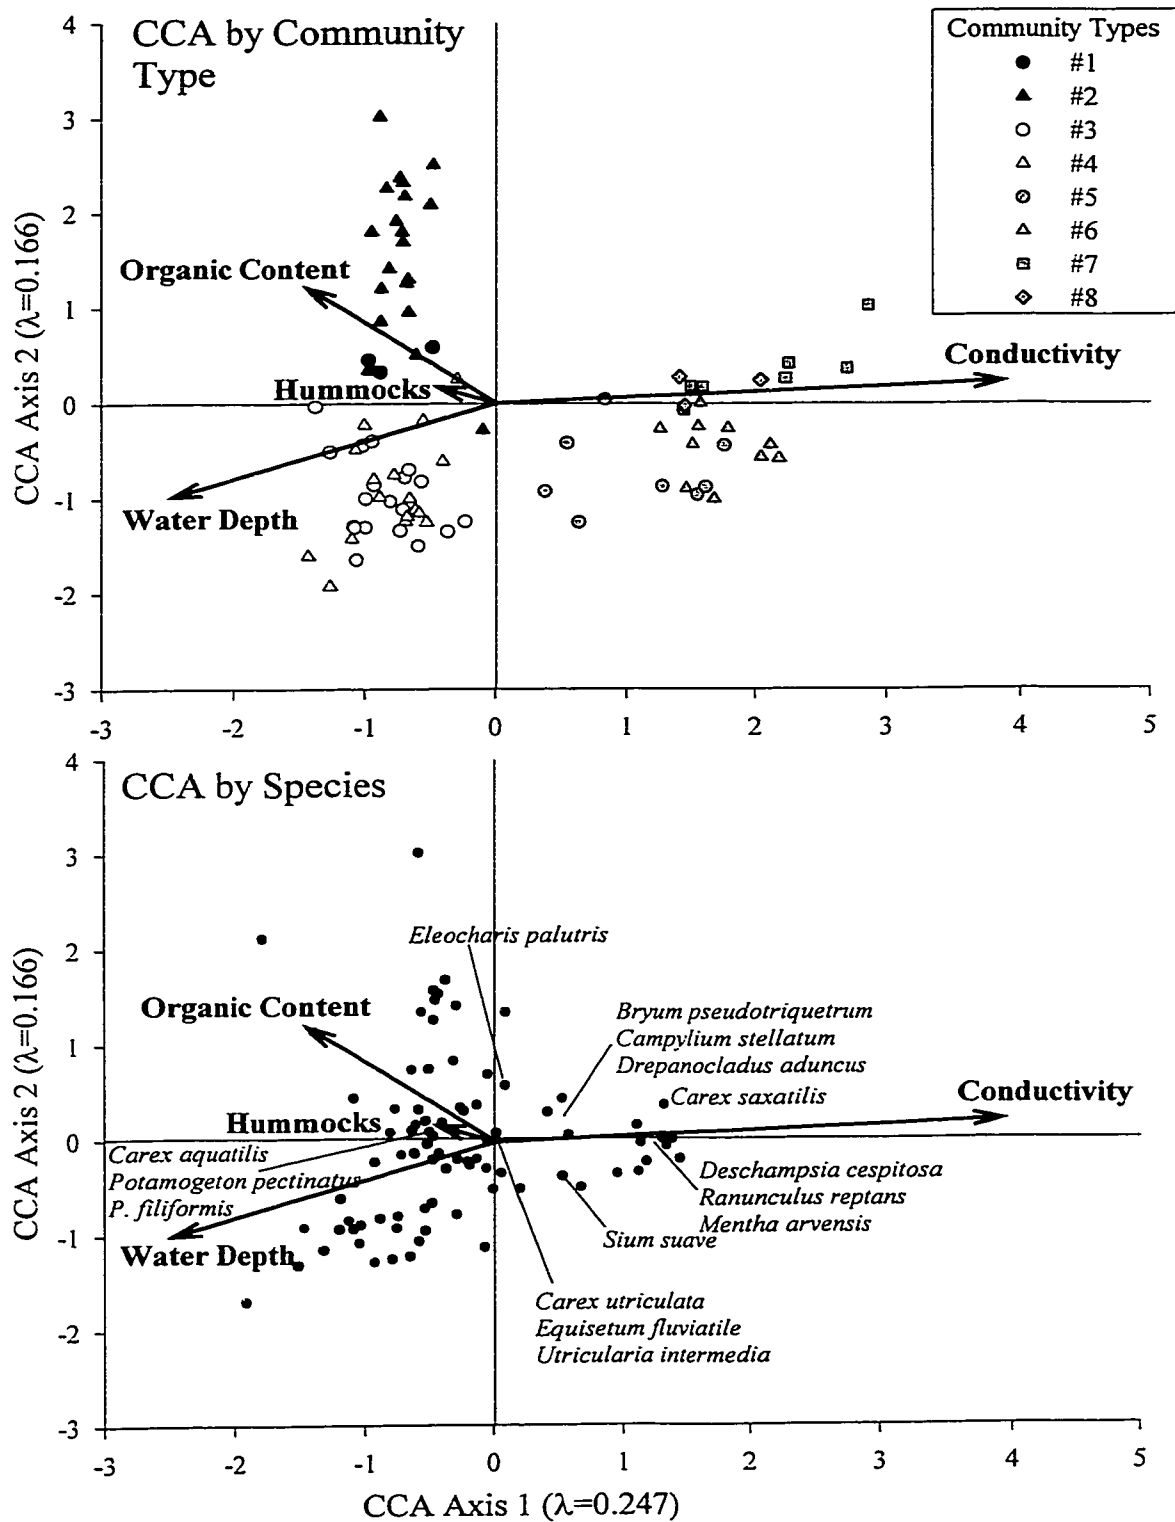 CCA by Community
Type
Community Types
#1
#2
#3
#4
#5
#6
#7
#8
4
3
2
1
0
-1
-2
-3
CCA Axis 2 (λ=0.166)
Organic Content
Hummocks
Water Depth
Conductivity
-3 -2 -1 0 1 2 3 4 5
CCA by Species
4
3
2
1
0
-1
-2
-3
CCA Axis 2 (λ=0.166)
Eleocharis palutris
Organic Content
Bryum pseudotriquetrum
Campylium stellatum
Drepanocladus aduncus
Carex saxatilis
Conductivity
Hummocks
Carex aquatilis
Potamogeton pectinatus
P. filiformis
Water Depth
Deschampsia cespitosa
Ranunculus reptans
Mentha arvensis
Sium suave
Carex utriculata
Equisetum fluviatile
Utricularia intermedia
-3 -2 -1 0 1 2 3 4 5
CCA Axis 1 (λ=0.247)